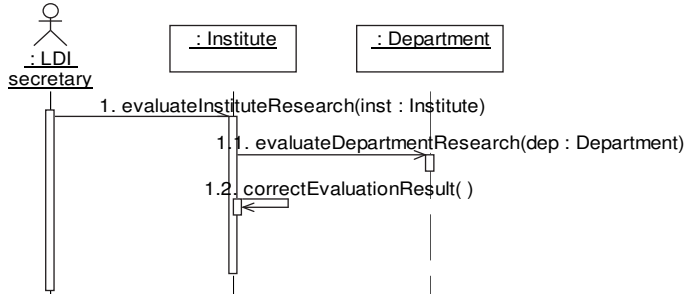 : LDI
secretary
: Institute
: Department
1. evaluateInstituteResearch(inst : Institute)
1.1. evaluateDepartmentResearch(dep : Department)
1.2. correctEvaluationResult( )